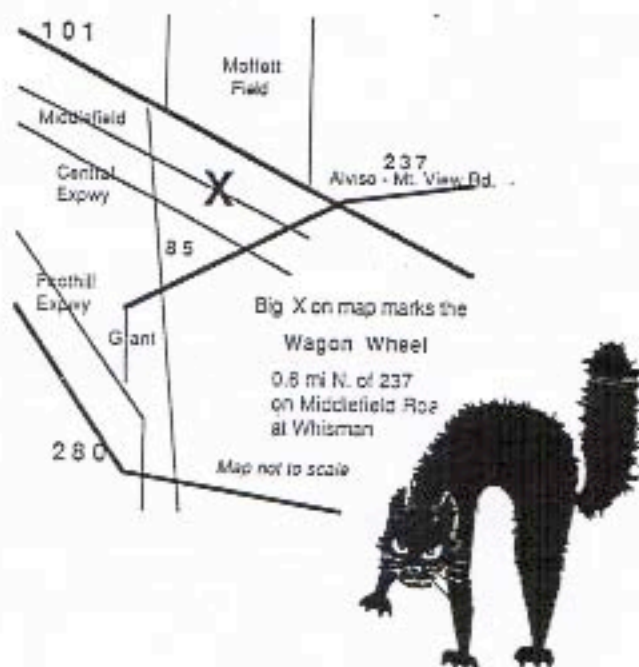 101
Moffett
Field
Middlefield
237
Alviso - Mt. View Rd.
Central
Expwy
X
85
Foothill
Expwy
Grant
Big X on map marks the
Wagon Wheel
0.6 mi N. of 237
on Middlefield Roa
at Whisman
280
Map not to scale